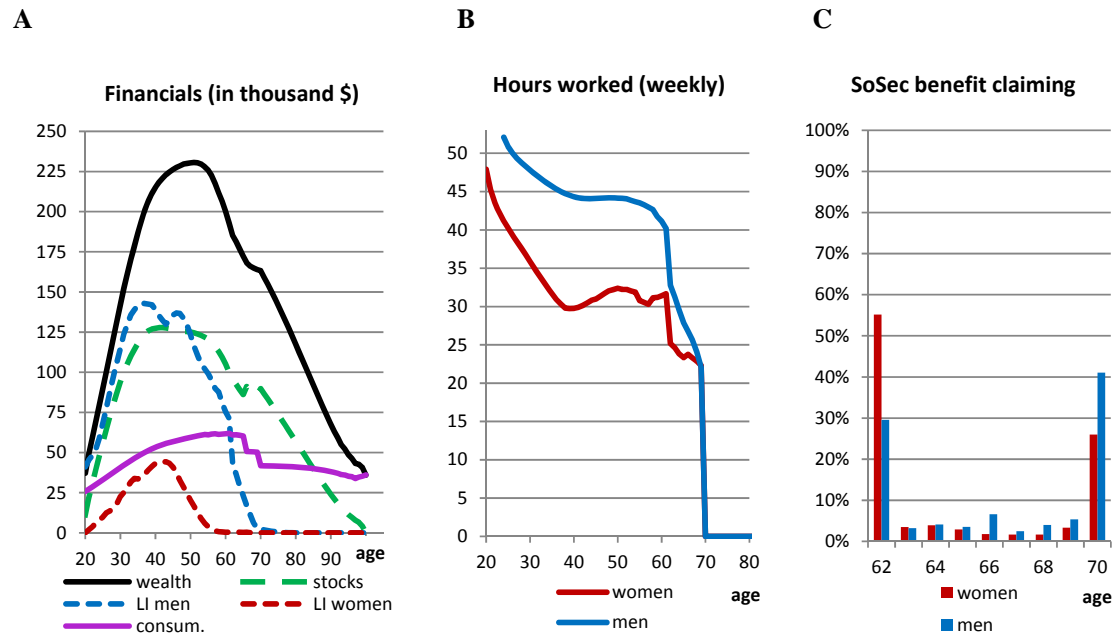 A
B
C
Financials (in thousand $)
250
225
200
175
150
125
100
75
50
25
0
20 30 40 50 60 70 80 90
age
wealth
stocks
LI men
LI women
consum.
Hours worked (weekly)
50
45
40
35
30
25
20
15
10
5
0
20 30 40 50 60 70 80
women
age
men
SoSec benefit claiming
100%
90%
80%
70%
60%
50%
40%
30%
20%
10%
0%
62 64 66 68 70
women
age
men